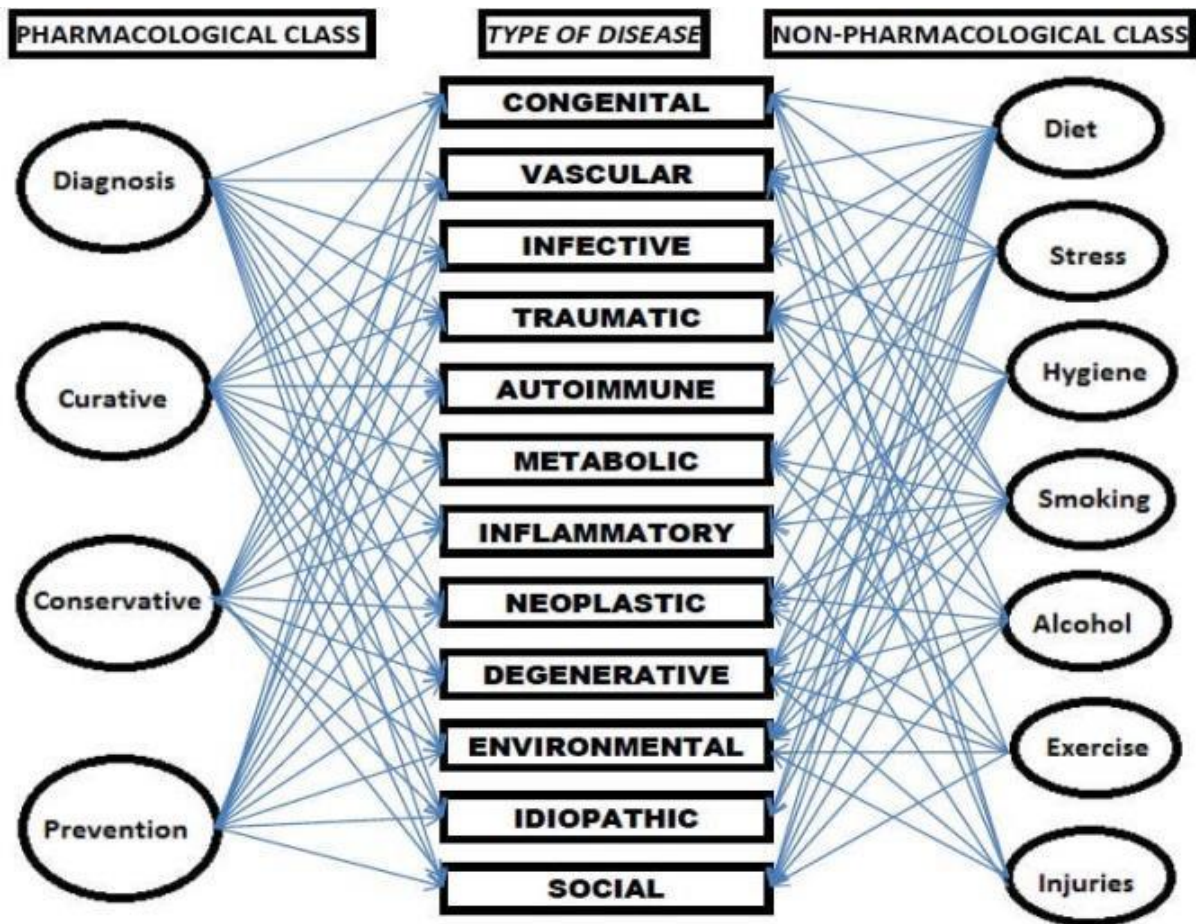 PHARMACOLOGICAL CLASS
TYPE OF DISEASE
NON-PHARMACOLOGICAL CLASS
Diagnosis
Curative
Conservative
Prevention
CONGENITAL
VASCULAR
INFECTIVE
TRAUMATIC
AUTOIMMUNE
METABOLIC
INFLAMMATORY
NEOPLASTIC
DEGENERATIVE
ENVIRONMENTAL
IDIOPATHIC
SOCIAL
Diet
Stress
Hygiene
Smoking
Alcohol
Exercise
Injuries